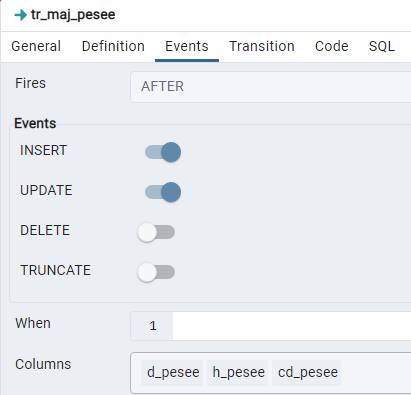 tr_maj_pesee
General Definition Events Transition Code SQL
Fires AFTER
Events
INSERT
UPDATE
DELETE
TRUNCATE
When 1
Columns d_pesee h_pesee cd_pesee